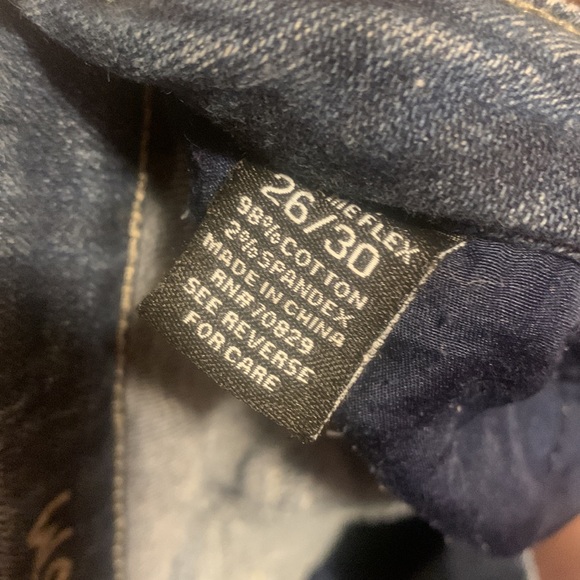 26/30
98% COTTON
2% SPANDEX
MADE IN CHINA
RN# 70829
SEE REVERSE
FOR CARE